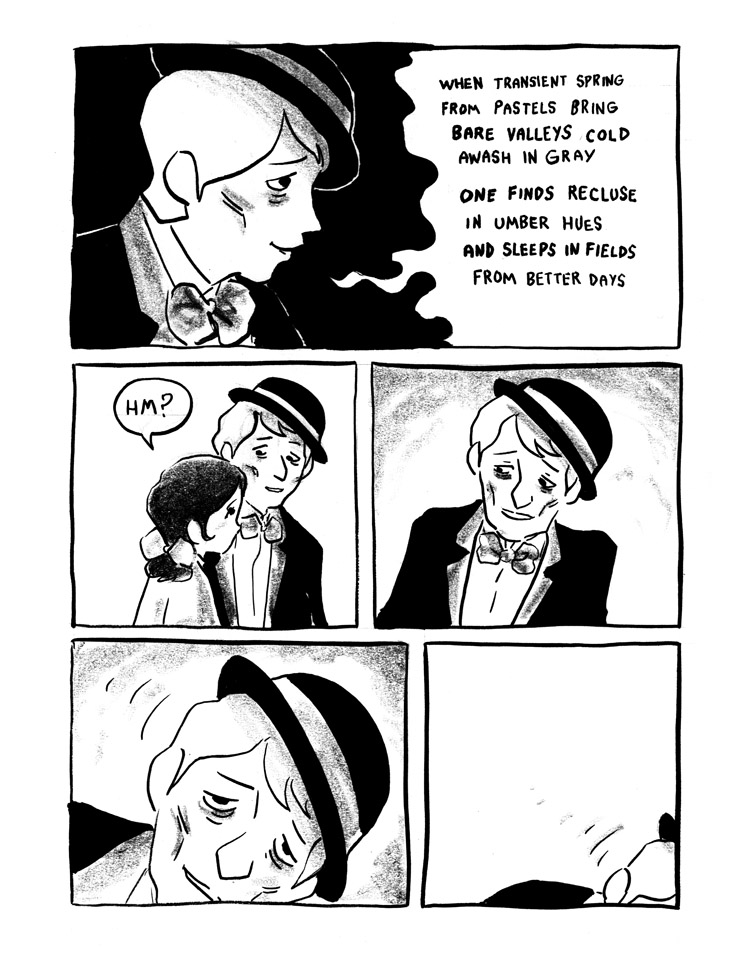 WHEN TRANSIENT SPRING
FROM PASTELS BRING
BARE VALLEYS COLD
AWASH IN GRAY
ONE FINDS RECLUSE
IN UMBER HUES
AND SLEEPS IN FIELDS
FROM BETTER DAYS
HM?